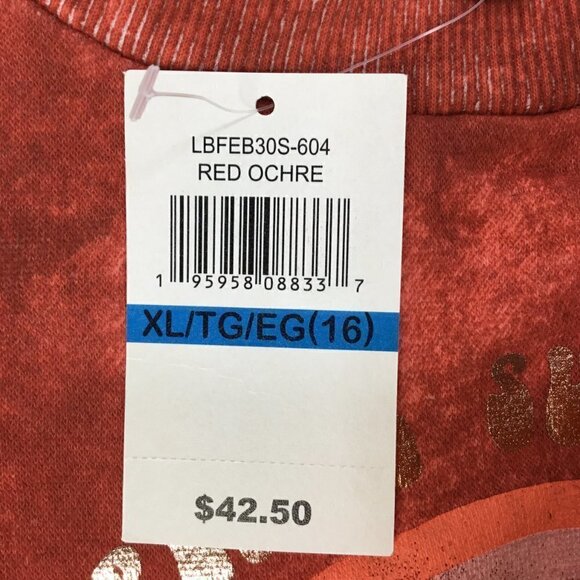 LBFEB30S-604
RED OCHRE
1 95958 08833 7
XL/TG/EG(16)
$42.50